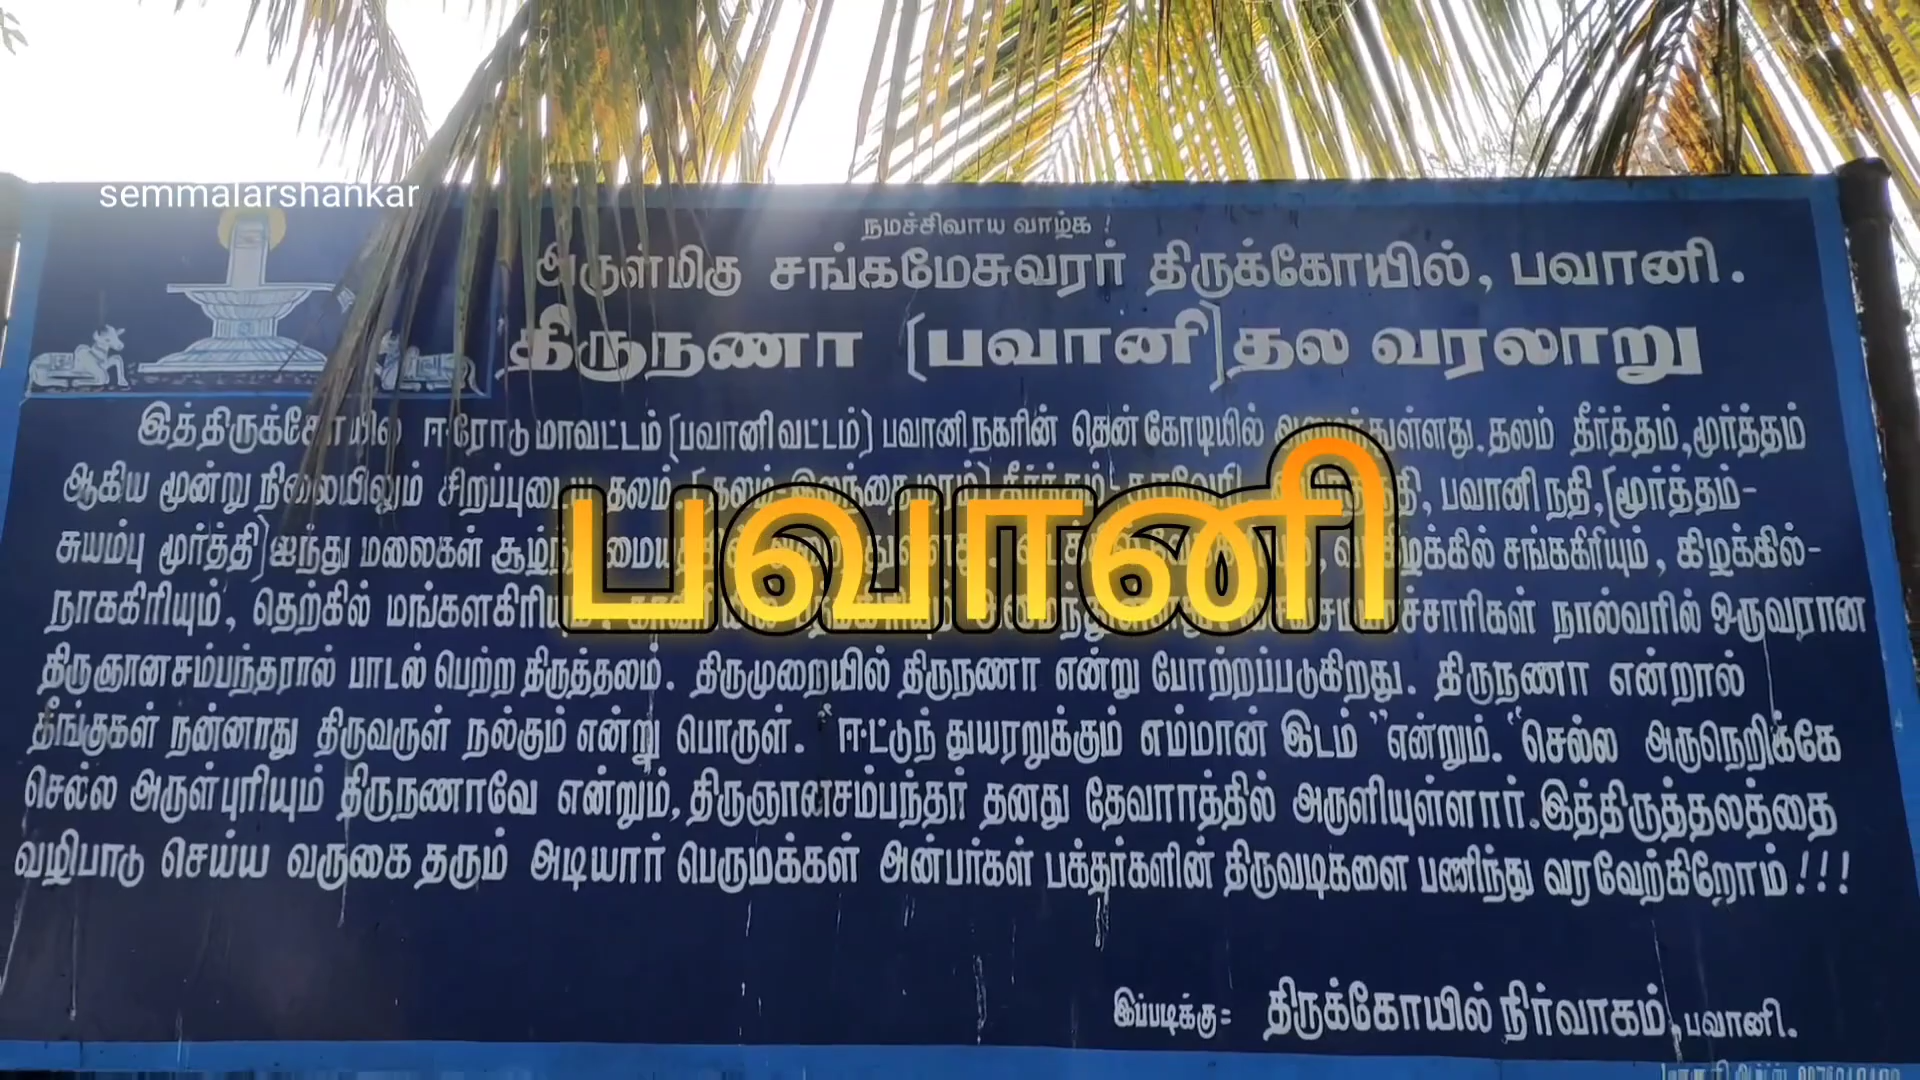 semmalarshankar
நமச்சிவாய வாழ்க !
அருள்மிகு சங்கமேசுவரர் திருக்கோயில், பவானி.
திருநணா (பவானி) தல வரலாறு
இத்திருக்கோயில் ஈரோடு மாவட்டம் (பவானி வட்டம்) பவானி நகரின் தென் கோடியில் அமைந்துள்ளது. தலம் தீர்த்தம், மூர்த்தம்
ஆகிய மூன்று நிலையிலும் சிறப்புடைய தலம். தீர்த்தம்- காவேரி, பவானி நதி, (மூர்த்தம்-
சுயம்பு மூர்த்தி) ஐந்து மலைகள் சூழ்ந்த சங்ககிரியும், கிழக்கில்-
பவானி
நாககிரியும், தெற்கில் மங்களகிரியும், நால்வரில் ஒருவரான
திருஞானசம்பந்தரால் பாடல் பெற்ற திருத்தலம். திருமுறையில் திருநணா என்று போற்றப்படுகிறது. திருநணா என்றால்
தீங்குகள் நன்னாது திருவருள் நல்கும் என்று பொருள். "ஈட்டுந் துயரறுக்கும் எம்மான் இடம்" என்றும். "செல்ல அருநெறிக்கே
செல்ல அருள்புரியும் திருநணாவே என்றும், திருஞானசம்பந்தர் தனது தேவாரத்தில் அருளியுள்ளார். இத்திருத்தலத்தை
வழிபாடு செய்ய வருகை தரும் அடியார் பெருமக்கள் அன்பர்கள் பக்தர்களின் திருவடிகளை பணிந்து வரவேற்கிறோம்!!!
இப்படிக்கு: திருக்கோயில் நிர்வாகம், பவானி.